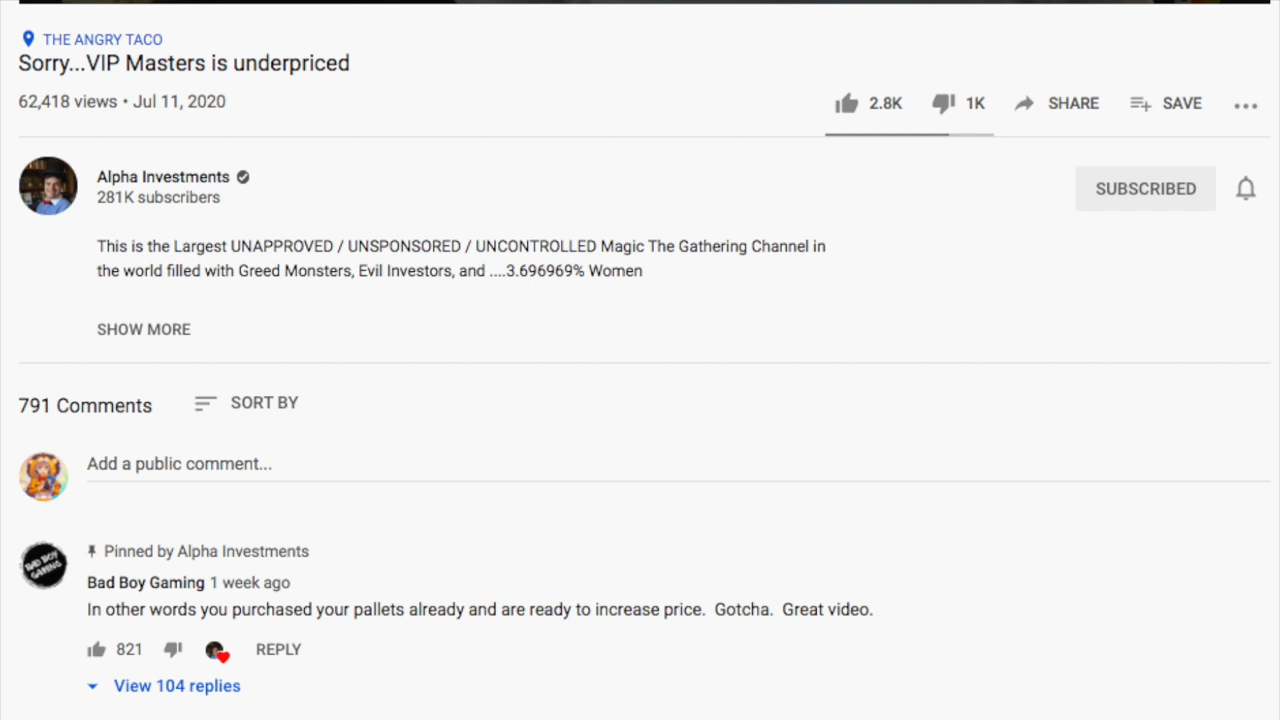 THE ANGRY TACO
Sorry...VIP Masters is underpriced
62,418 views • Jul 11, 2020
2.8K 1K SHARE SAVE
Alpha Investments
281K subscribers
SUBSCRIBED
This is the Largest UNAPPROVED / UNSPONSORED / UNCONTROLLED Magic The Gathering Channel in
the world filled with Greed Monsters, Evil Investors, and ....3.696969% Women
SHOW MORE
791 Comments SORT BY
Add a public comment...
Pinned by Alpha Investments
BAD BOY
GAMING
Bad Boy Gaming 1 week ago
In other words you purchased your pallets already and are ready to increase price.  Gotcha.  Great video.
821 REPLY
View 104 replies